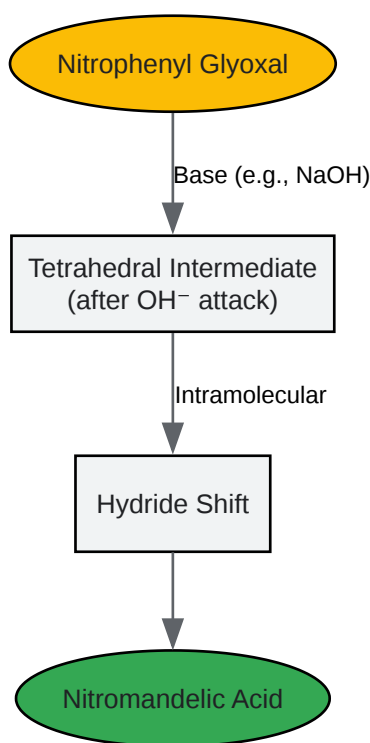 Nitrophenyl Glyoxal
Base (e.g., NaOH)
Tetrahedral Intermediate
(after OH⁻ attack)
Intramolecular
Hydride Shift
Nitromandelic Acid